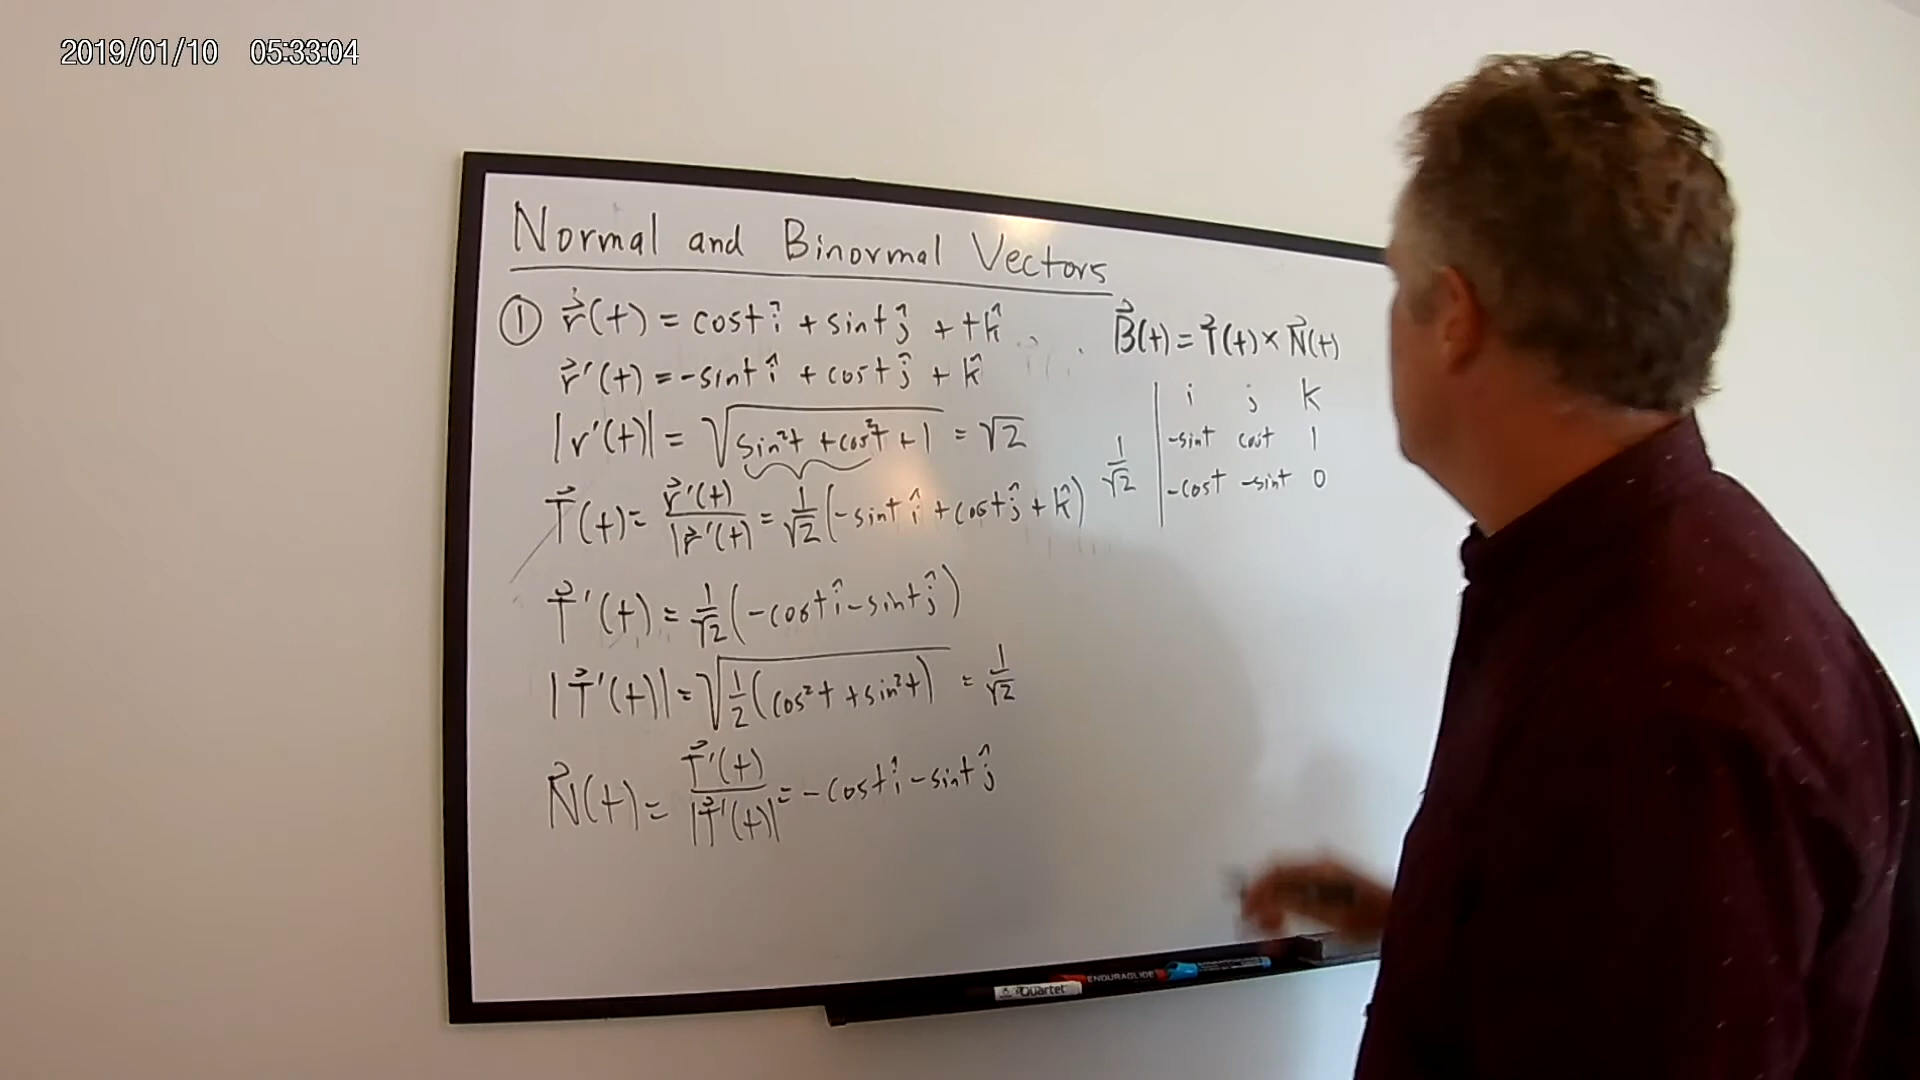 2019/01/10 05:33:04
Normal and Binormal Vectors
① r⃗(t) = cost î + sint ĵ + t k̂
r⃗'(t) = -sint î + cost ĵ + k̂
|r'(t)| = √(sin²t + cos²t + 1) = √2
T⃗(t) = r⃗'(t)/|r⃗'(t)| = 1/√2 (-sint î + cost ĵ + k̂)
T⃗'(t) = 1/√2 (-cost î - sint ĵ)
|T⃗'(t)| = √(1/2 (cos²t + sin²t)) = 1/√2
N⃗(t) = T⃗'(t)/|T⃗'(t)| = -cost î - sint ĵ
B⃗(t) = T⃗(t) × N⃗(t)
i j k
1/√2 | -sint cost 1
-cost -sint 0
Quartet
ENDURAGLIDE